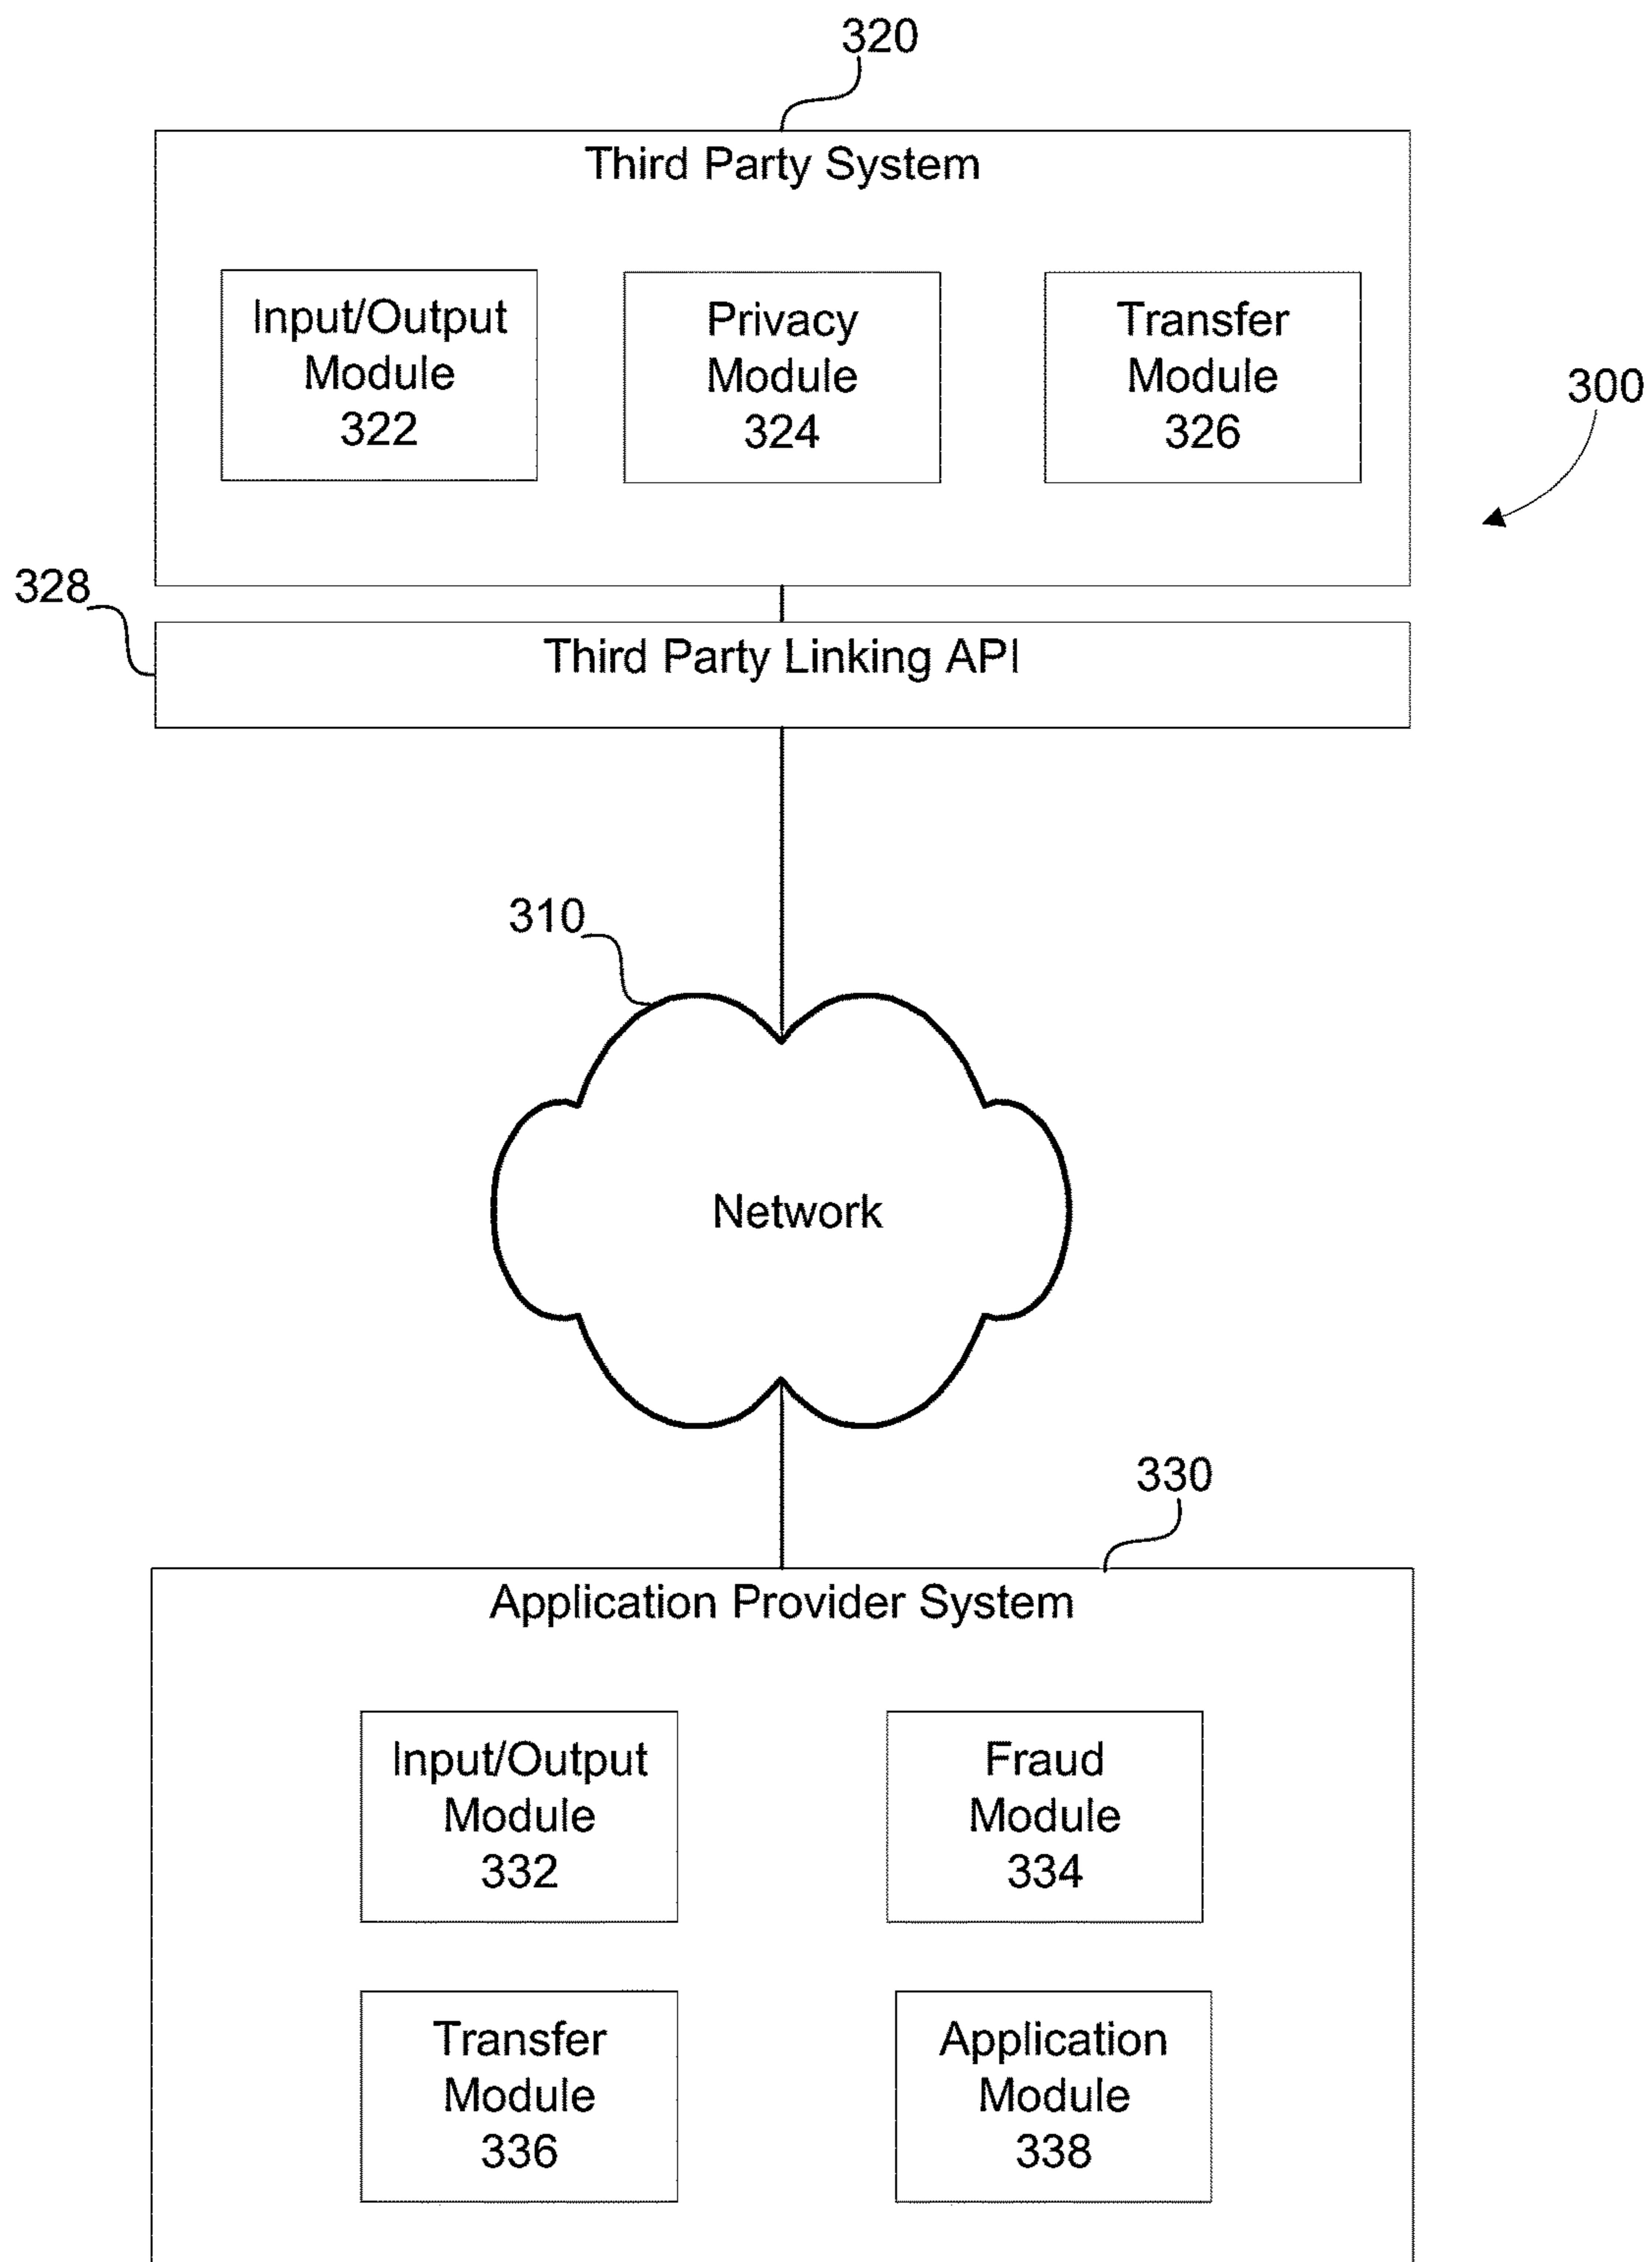 320
Third Party System
Input/Output
Module
322
Privacy
Module
324
Transfer
Module
326
300
328
Third Party Linking API
310
Network
330
Application Provider System
Input/Output
Module
332
Fraud
Module
334
Transfer
Module
336
Application
Module
338